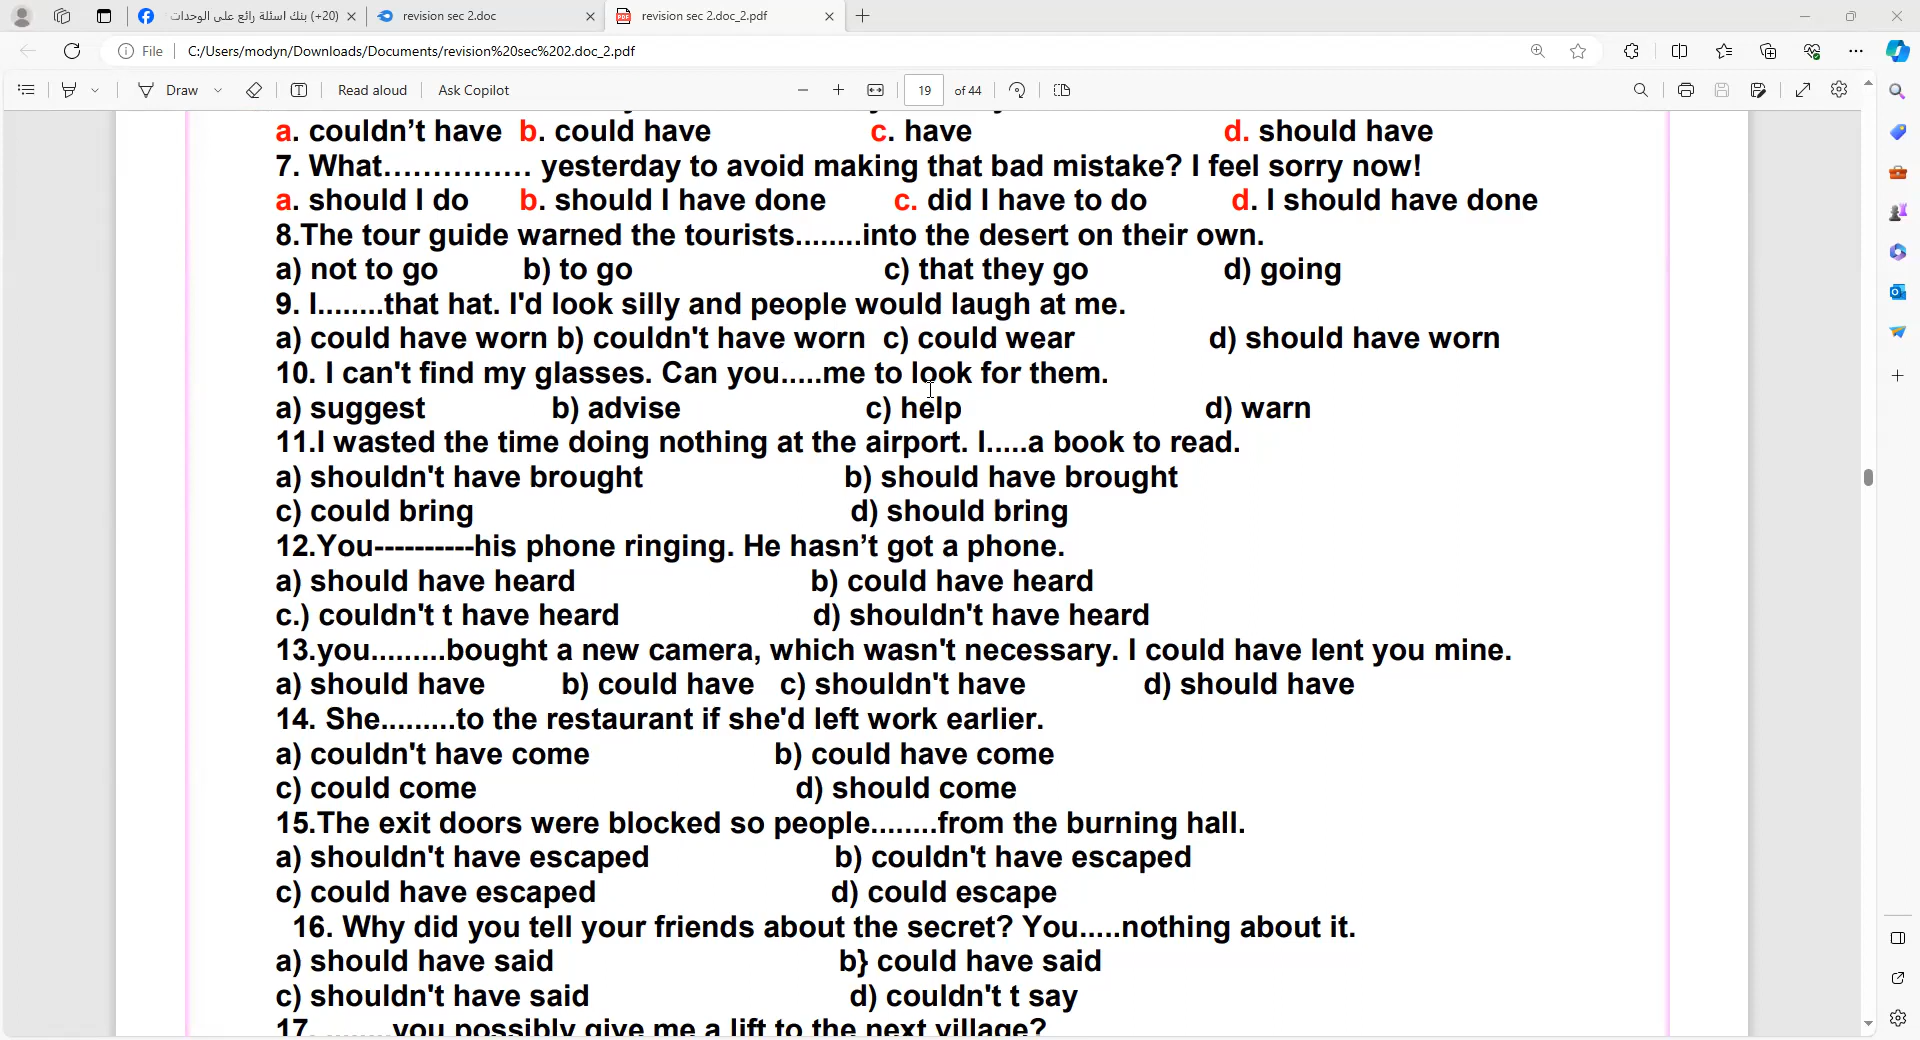 (20+) بنك اسئلة رائع على الوحدات
revision sec 2.doc
revision sec 2.doc_2.pdf
File
C:/Users/modyn/Downloads/Documents/revision%20sec%202.doc_2.pdf
Draw
Read aloud
Ask Copilot
19 of 44
a. couldn’t have b. could have c. have d. should have
7. What…………… yesterday to avoid making that bad mistake? I feel sorry now!
a. should I do b. should I have done c. did I have to do d. I should have done
8.The tour guide warned the tourists........into the desert on their own.
a) not to go b) to go c) that they go d) going
9. I........that hat. I'd look silly and people would laugh at me.
a) could have worn b) couldn't have worn c) could wear d) should have worn
10. I can't find my glasses. Can you.....me to look for them.
a) suggest b) advise c) help d) warn
11.I wasted the time doing nothing at the airport. I.....a book to read.
a) shouldn't have brought b) should have brought
c) could bring d) should bring
12.You----------his phone ringing. He hasn’t got a phone.
a) should have heard b) could have heard
c.) couldn't t have heard d) shouldn't have heard
13.you.........bought a new camera, which wasn't necessary. I could have lent you mine.
a) should have b) could have c) shouldn't have d) should have
14. She.........to the restaurant if she'd left work earlier.
a) couldn't have come b) could have come
c) could come d) should come
15.The exit doors were blocked so people........from the burning hall.
a) shouldn't have escaped b) couldn't have escaped
c) could have escaped d) could escape
16. Why did you tell your friends about the secret? You.....nothing about it.
a) should have said b} could have said
c) shouldn't have said d) couldn't t say
17. ........you possibly give me a lift to the next village?